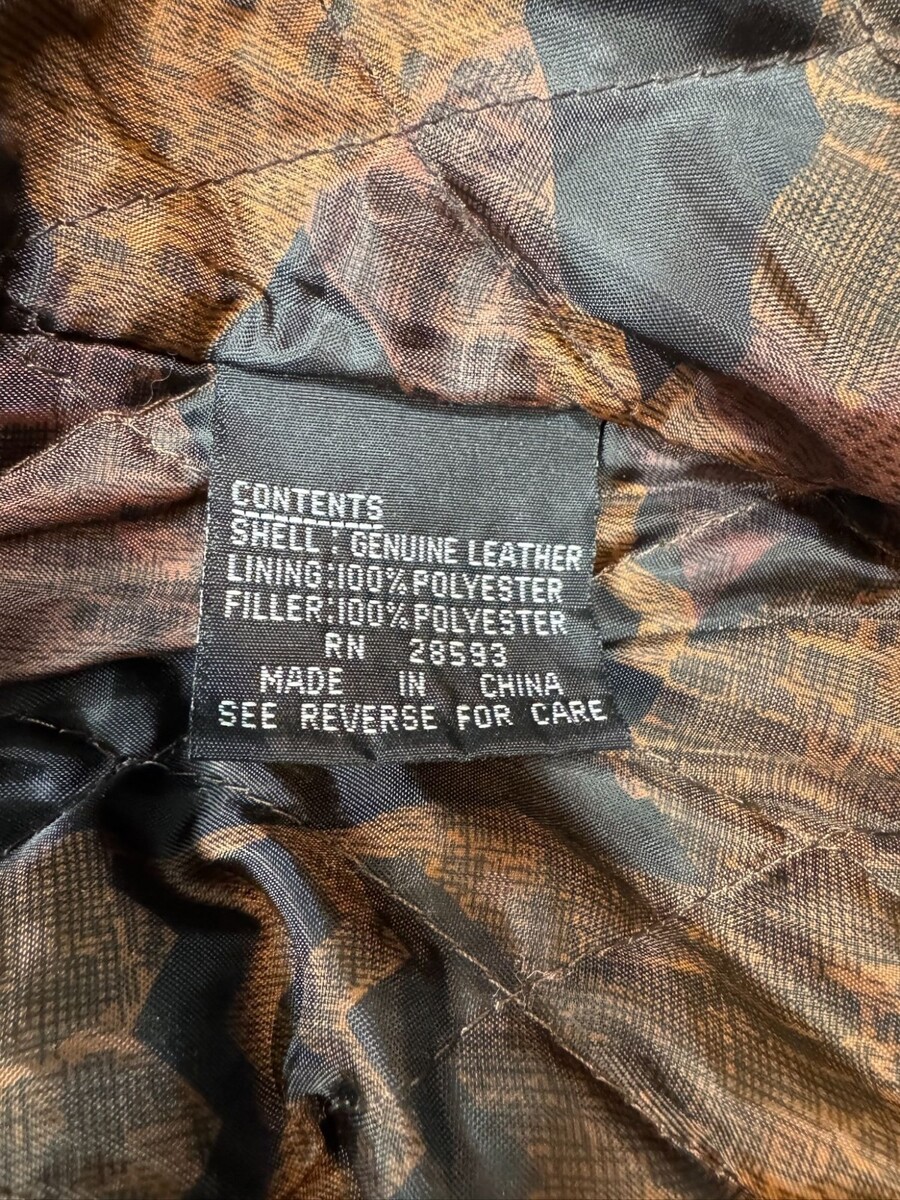 CONTENTS
SHELL : GENUINE LEATHER
LINING:100% POLYESTER
FILLER:100% POLYESTER
RN 28593
MADE IN CHINA
SEE REVERSE FOR CARE